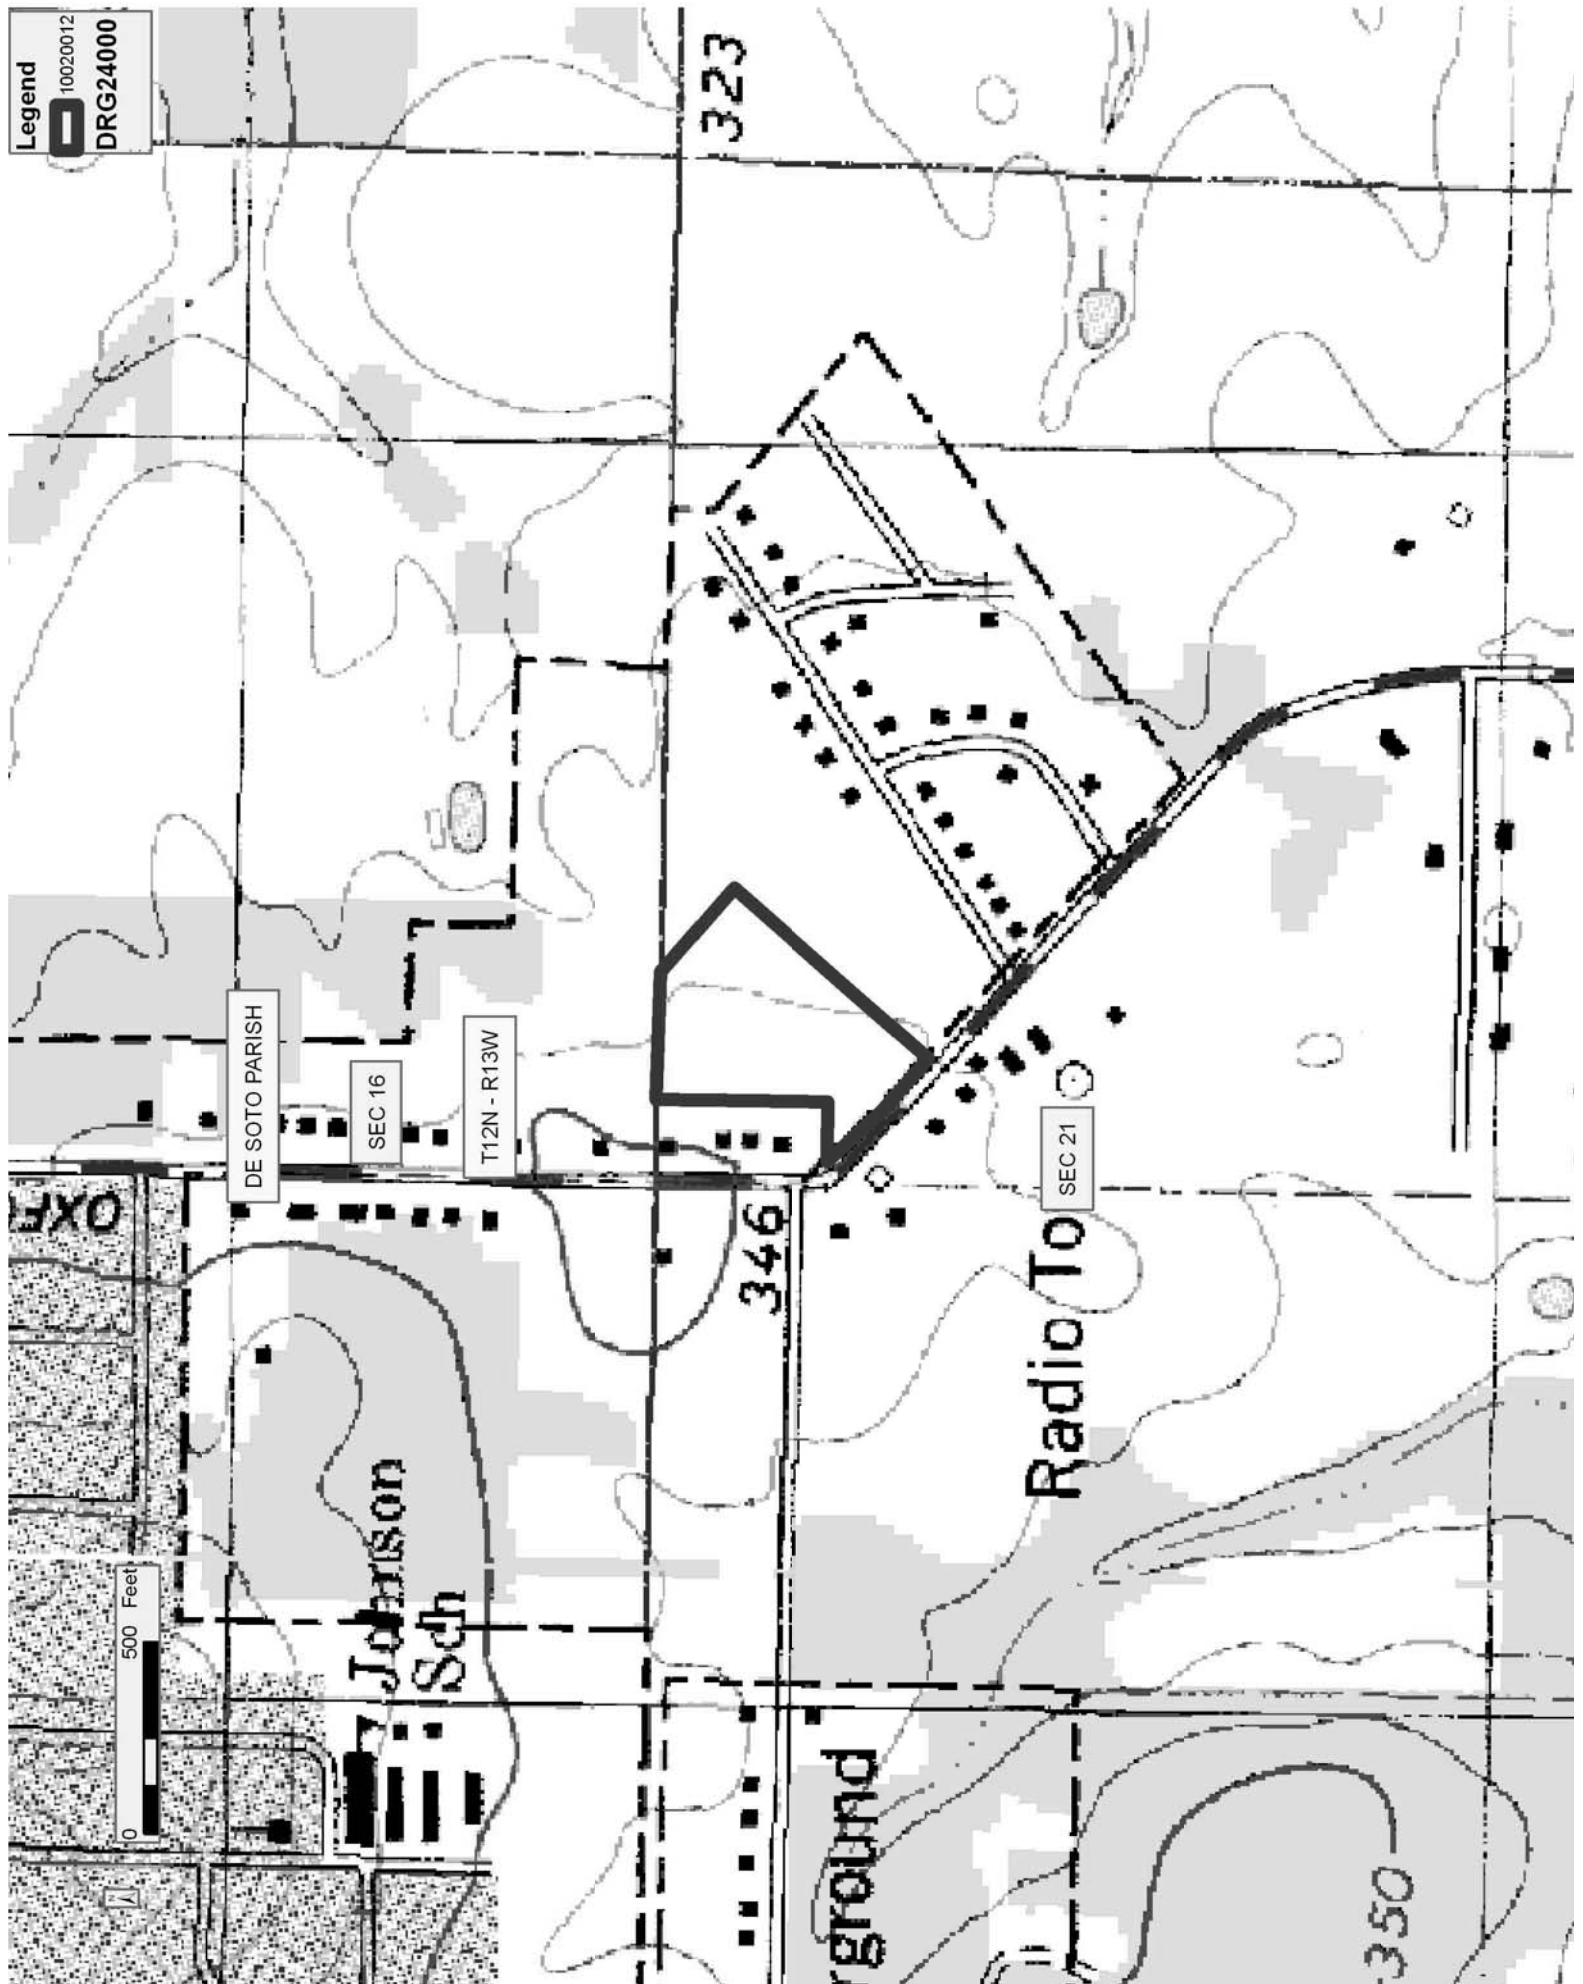 Legend
10020012
DRG24000
323
DE SOTO PARISH
SEC 16
T12N - R13W
346
SEC 21
Radio To
Johnson
Sch
0
500 Feet
rground
350